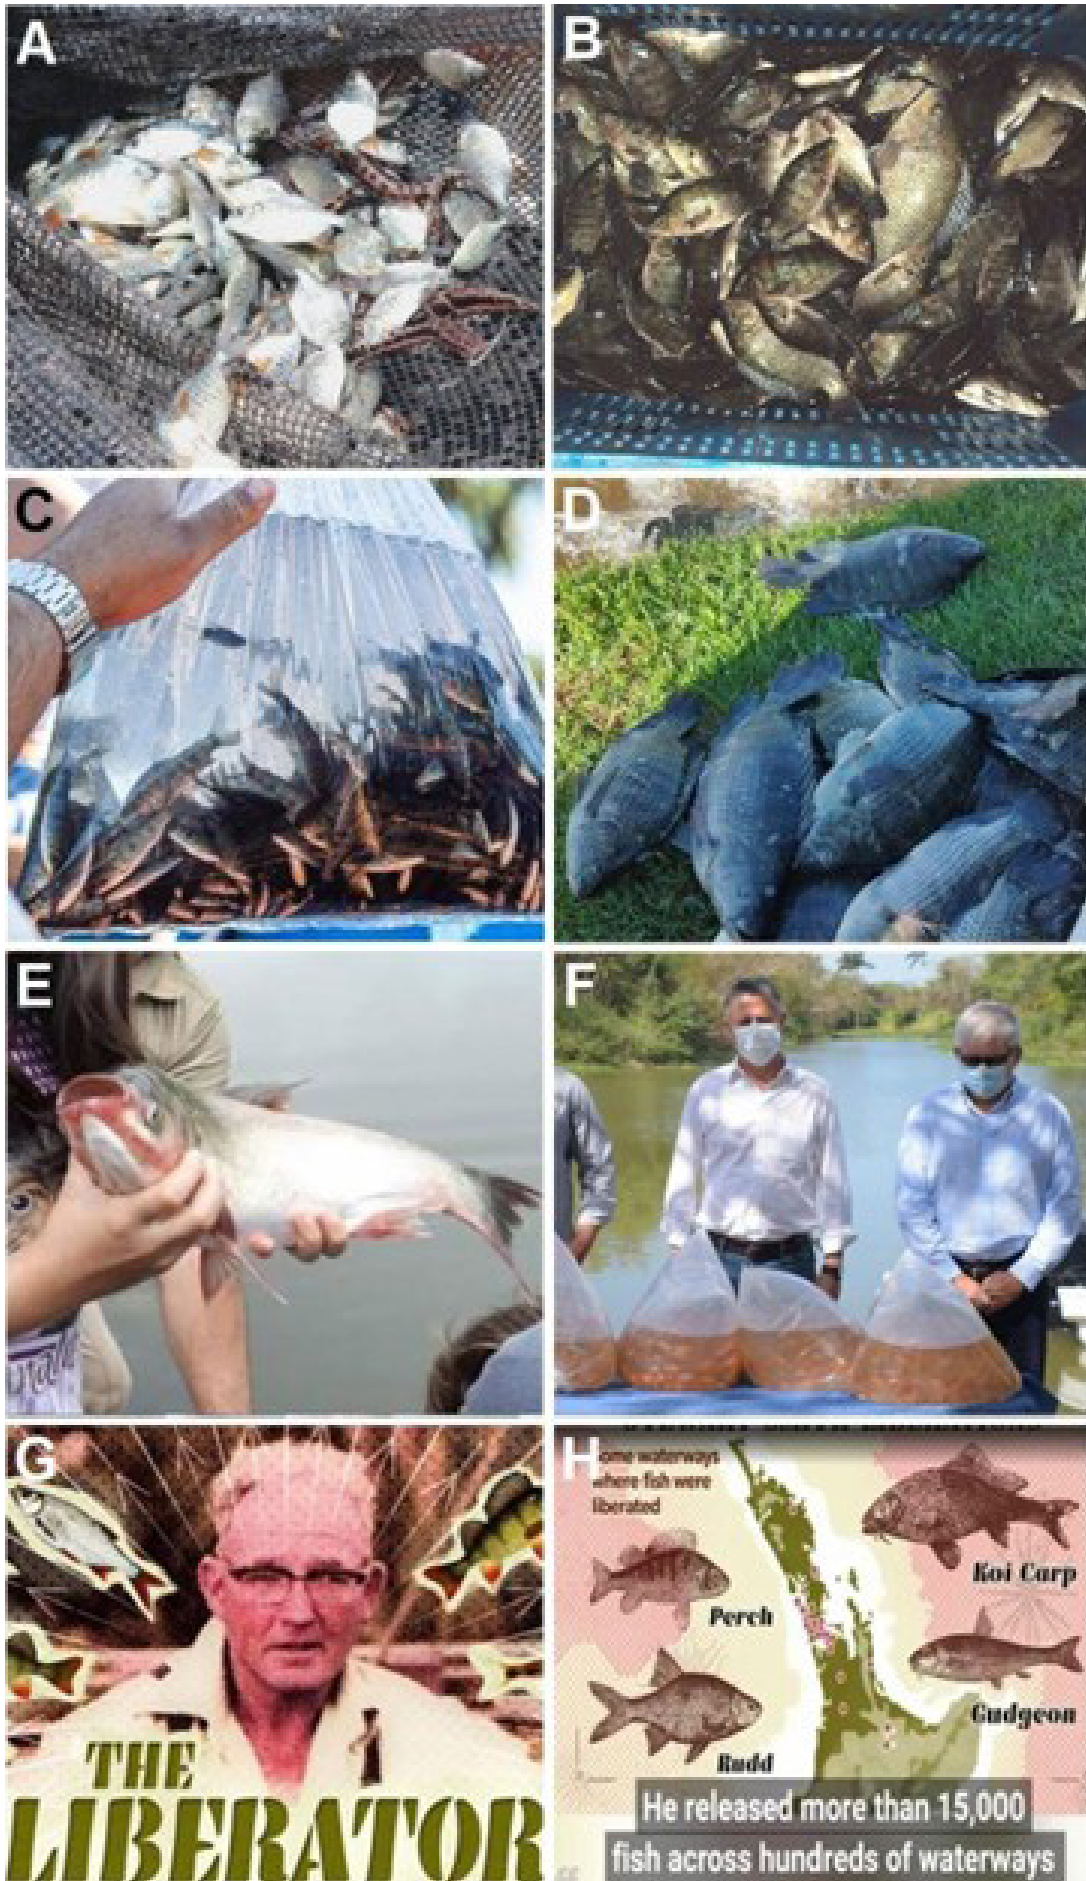 A
B
C
D
E
F
G
THE
LIBERATOR
H
ome waterways
where fish were
liberated
Koi Carp
Perch
Gudgeon
Rudd
He released more than 15,000
fish across hundreds of waterways